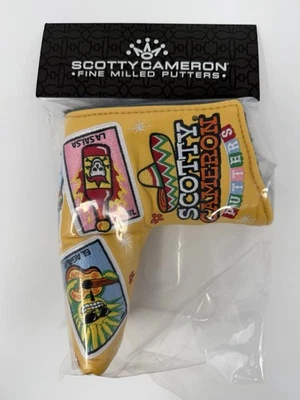 SCOTTY CAMERON
FINE MILLED PUTTERS
LA SALSA
SCOTTY
CAMERON
PUTTERS